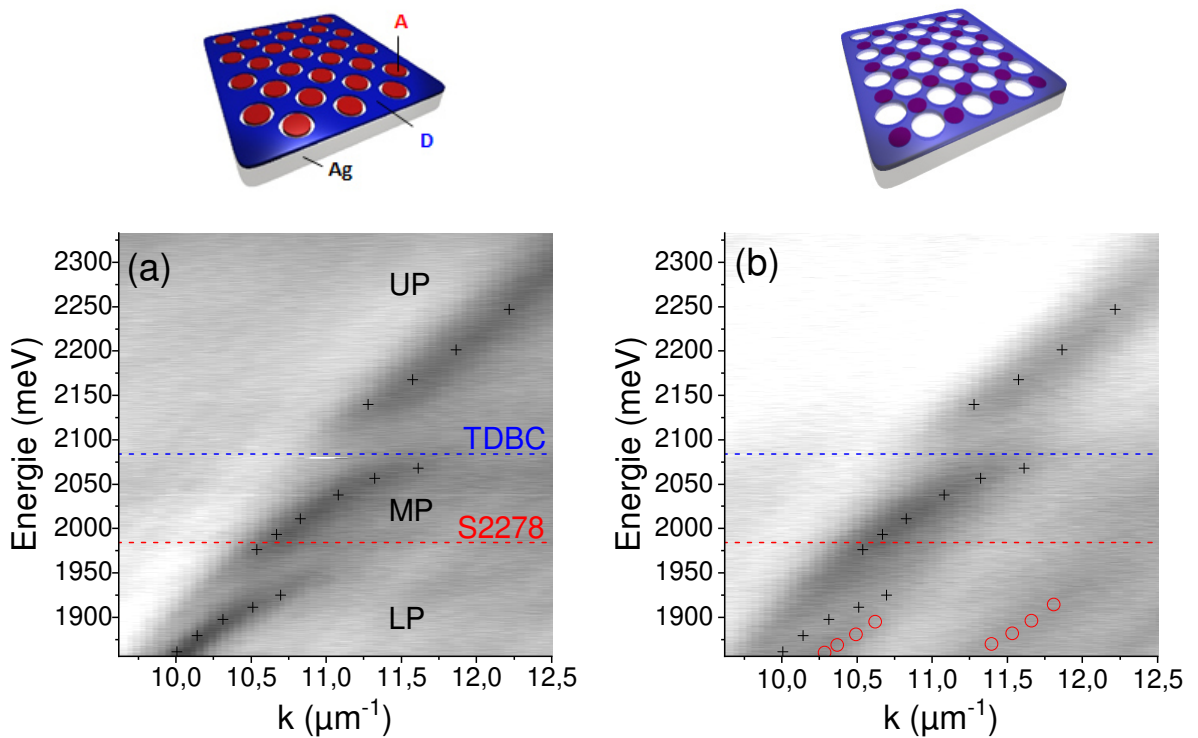 A
D
Ag
(a)
UP
TDBC
MP
S2278
LP
2300
2250
2200
2150
2100
2050
2000
1950
1900
Energie (meV)
10,0 10,5 11,0 11,5 12,0 12,5
k (µm⁻¹)
(b)
2300
2250
2200
2150
2100
2050
2000
1950
1900
Energie (meV)
10,0 10,5 11,0 11,5 12,0 12,5
k (µm⁻¹)